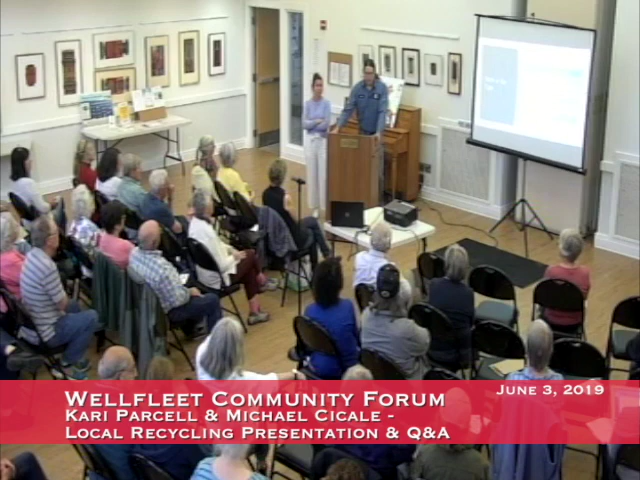 Wellfleet Community Forum
June 3, 2019
Kari Parcell & Michael Cicale -
Local Recycling Presentation & Q&A